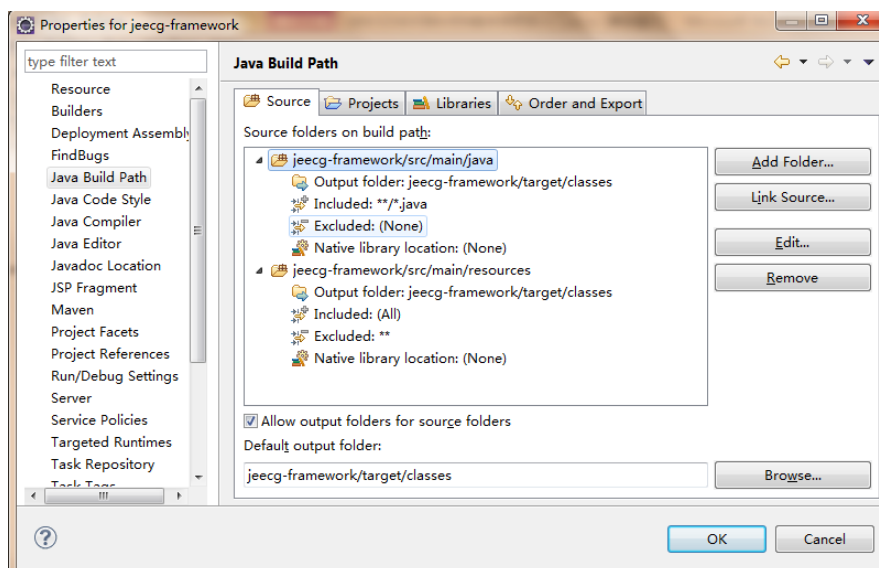 Properties for jeecg-framework
type filter text
Resource
Builders
Deployment Assembly
FindBugs
Java Build Path
Java Code Style
Java Compiler
Java Editor
Javadoc Location
JSP Fragment
Maven
Project Facets
Project References
Run/Debug Settings
Server
Service Policies
Targeted Runtimes
Task Repository
Task Tags
Java Build Path
Source Projects Libraries Order and Export
Source folders on build path:
jeecg-framework/src/main/java
Output folder: jeecg-framework/target/classes
Included: **/*.java
Excluded: (None)
Native library location: (None)
jeecg-framework/src/main/resources
Output folder: jeecg-framework/target/classes
Included: (All)
Excluded: **
Native library location: (None)
Add Folder...
Link Source...
Edit...
Remove
Allow output folders for source folders
Default output folder:
jeecg-framework/target/classes
Browse...
OK Cancel